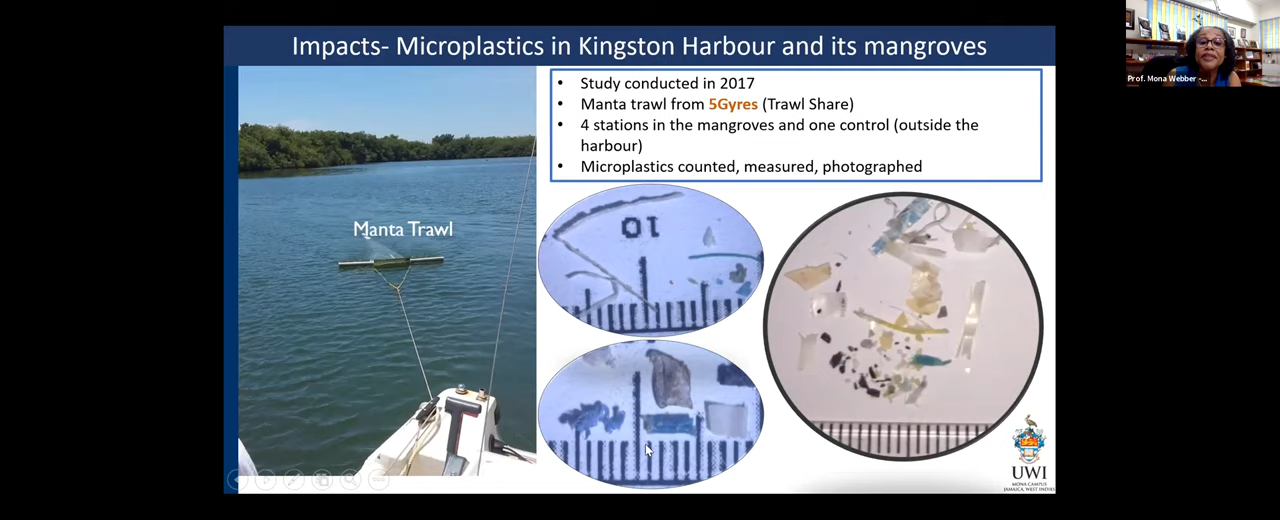 Impacts- Microplastics in Kingston Harbour and its mangroves
Prof. Mona Webber -...
• Study conducted in 2017
• Manta trawl from 5Gyres (Trawl Share)
• 4 stations in the mangroves and one control (outside the
harbour)
• Microplastics counted, measured, photographed
Manta Trawl
10
UWI
MONA CAMPUS
JAMAICA, WEST INDIES